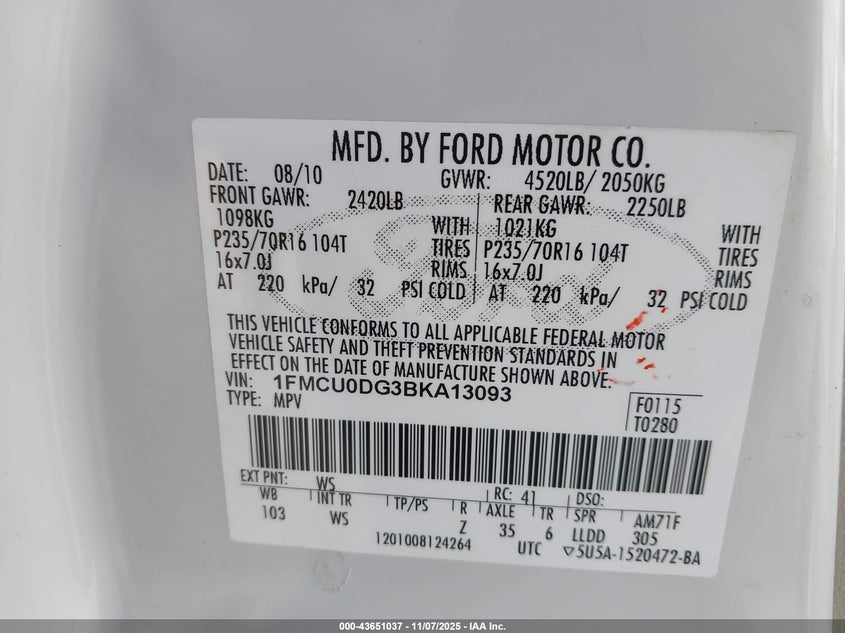 MFD. BY FORD MOTOR CO.
DATE: 08/10 GVWR: 4520LB/ 2050KG
FRONT GAWR: 2420LB REAR GAWR: 2250LB
1098KG WITH 1021KG WITH
P235/70R16 104T TIRES P235/70R16 104T TIRES
16x7.0J RIMS 16x7.0J RIMS
AT 220 kPa/ 32 PSI COLD AT 220 kPa/ 32 PSI COLD
THIS VEHICLE CONFORMS TO ALL APPLICABLE FEDERAL MOTOR
VEHICLE SAFETY AND THEFT PREVENTION STANDARDS IN
EFFECT ON THE DATE OF MANUFACTURE SHOWN ABOVE.
VIN: 1FMCU0DG3BKA13093
TYPE: MPV
F0115
T0280
EXT PNT: WS RC: 41 DSO:
WB INT TR TP/PS R AXLE TR SPR AM71F
103 WS Z 35 6 LLDD 305
1201008124264 UTC ▽5U5A-1520472-BA
Ford
000-43651037 - 11/07/2025 - IAA Inc.